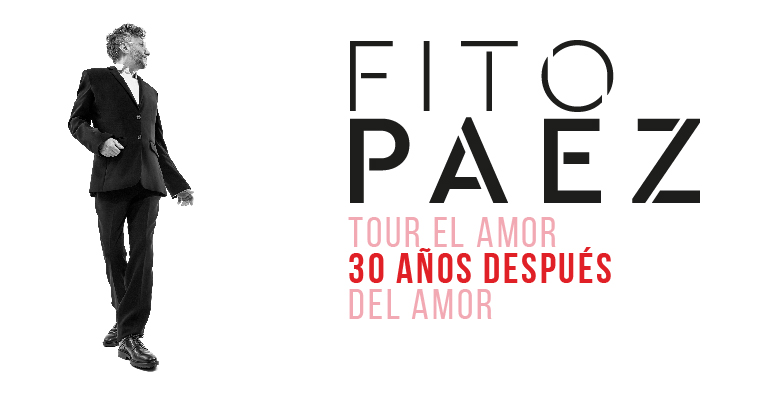 FITO
PAEZ
TOUR EL AMOR
30 AÑOS DESPUÉS
DEL AMOR